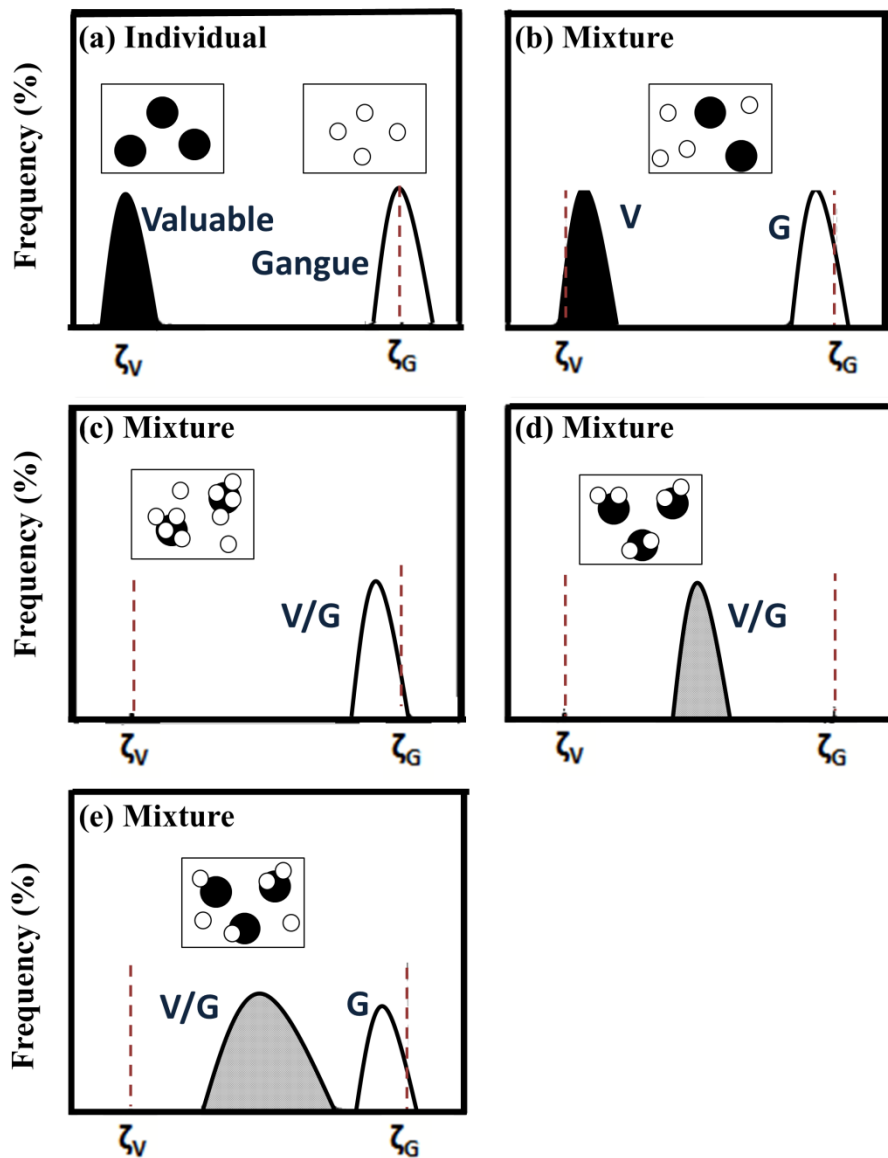 (a) Individual
Frequency (%)
Valuable
Gangue
ζV
ζG
(b) Mixture
V
G
ζV
ζG
(c) Mixture
Frequency (%)
V/G
ζV
ζG
(d) Mixture
V/G
ζV
ζG
(e) Mixture
Frequency (%)
V/G
G
ζV
ζG